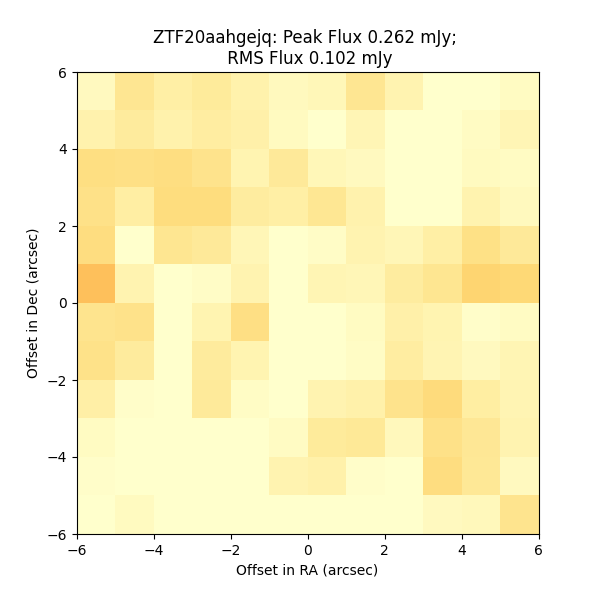 ZTF20aahgejq: Peak Flux 0.262 mJy;
RMS Flux 0.102 mJy
6
4
2
0
−2
−4
−6
Offset in Dec (arcsec)
−6 −4 −2 0 2 4 6
Offset in RA (arcsec)